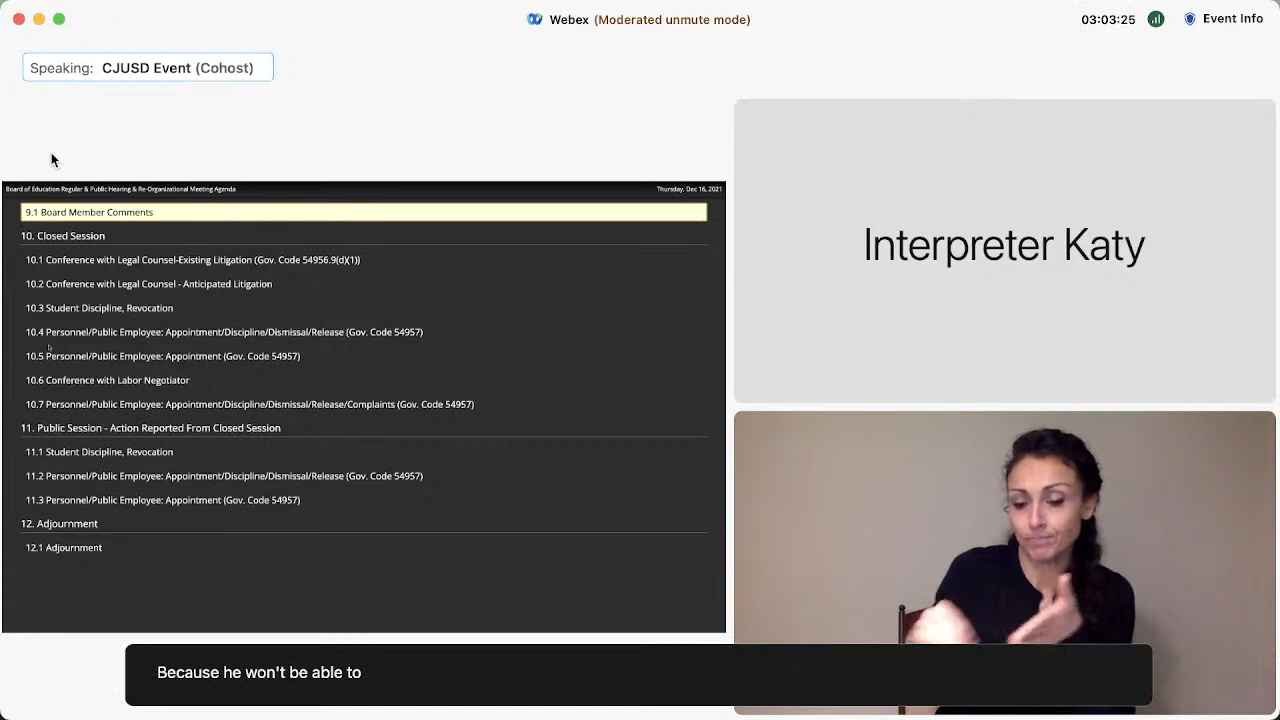 Webex (Moderated unmute mode)
03:03:25
Event Info
Speaking: CJUSD Event (Cohost)
Board of Education Regular & Public Hearing & Re-Organizational Meeting Agenda
Thursday, Dec 16, 2021
9.1 Board Member Comments
10. Closed Session
10.1 Conference with Legal Counsel-Existing Litigation (Gov. Code 54956.9(d)(1))
10.2 Conference with Legal Counsel - Anticipated Litigation
10.3 Student Discipline, Revocation
10.4 Personnel/Public Employee: Appointment/Discipline/Dismissal/Release (Gov. Code 54957)
10.5 Personnel/Public Employee: Appointment (Gov. Code 54957)
10.6 Conference with Labor Negotiator
10.7 Personnel/Public Employee: Appointment/Discipline/Dismissal/Release/Complaints (Gov. Code 54957)
11. Public Session - Action Reported From Closed Session
11.1 Student Discipline, Revocation
11.2 Personnel/Public Employee: Appointment/Discipline/Dismissal/Release (Gov. Code 54957)
11.3 Personnel/Public Employee: Appointment (Gov. Code 54957)
12. Adjournment
12.1 Adjournment
Interpreter Katy
Because he won't be able to